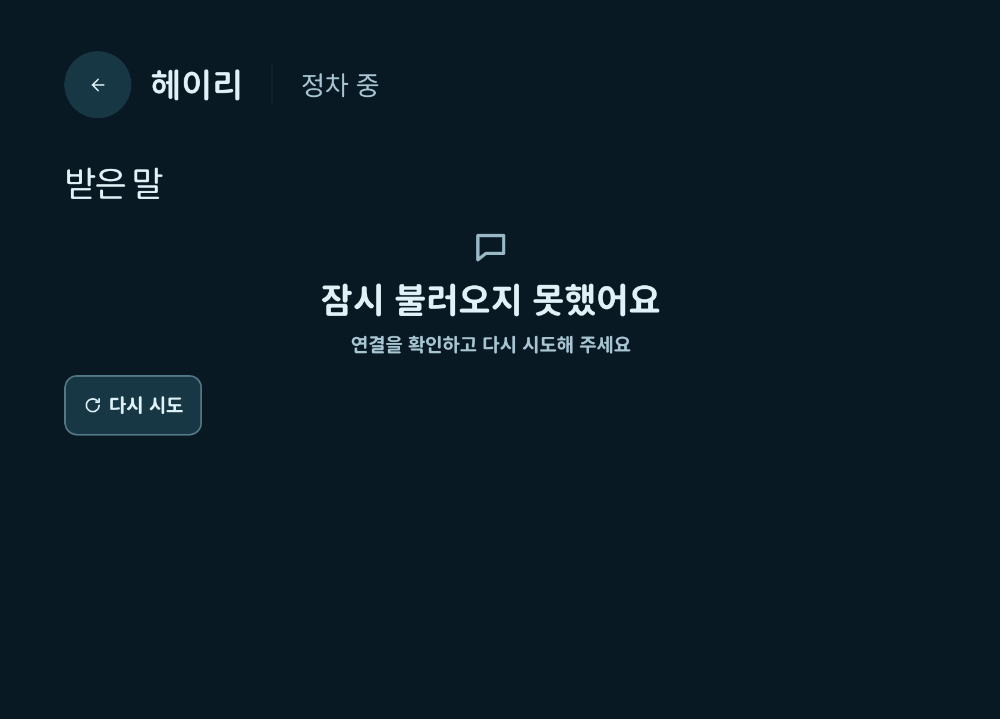 헤이리
정차 중
받은 말
잠시 불러오지 못했어요
연결을 확인하고 다시 시도해 주세요
다시 시도